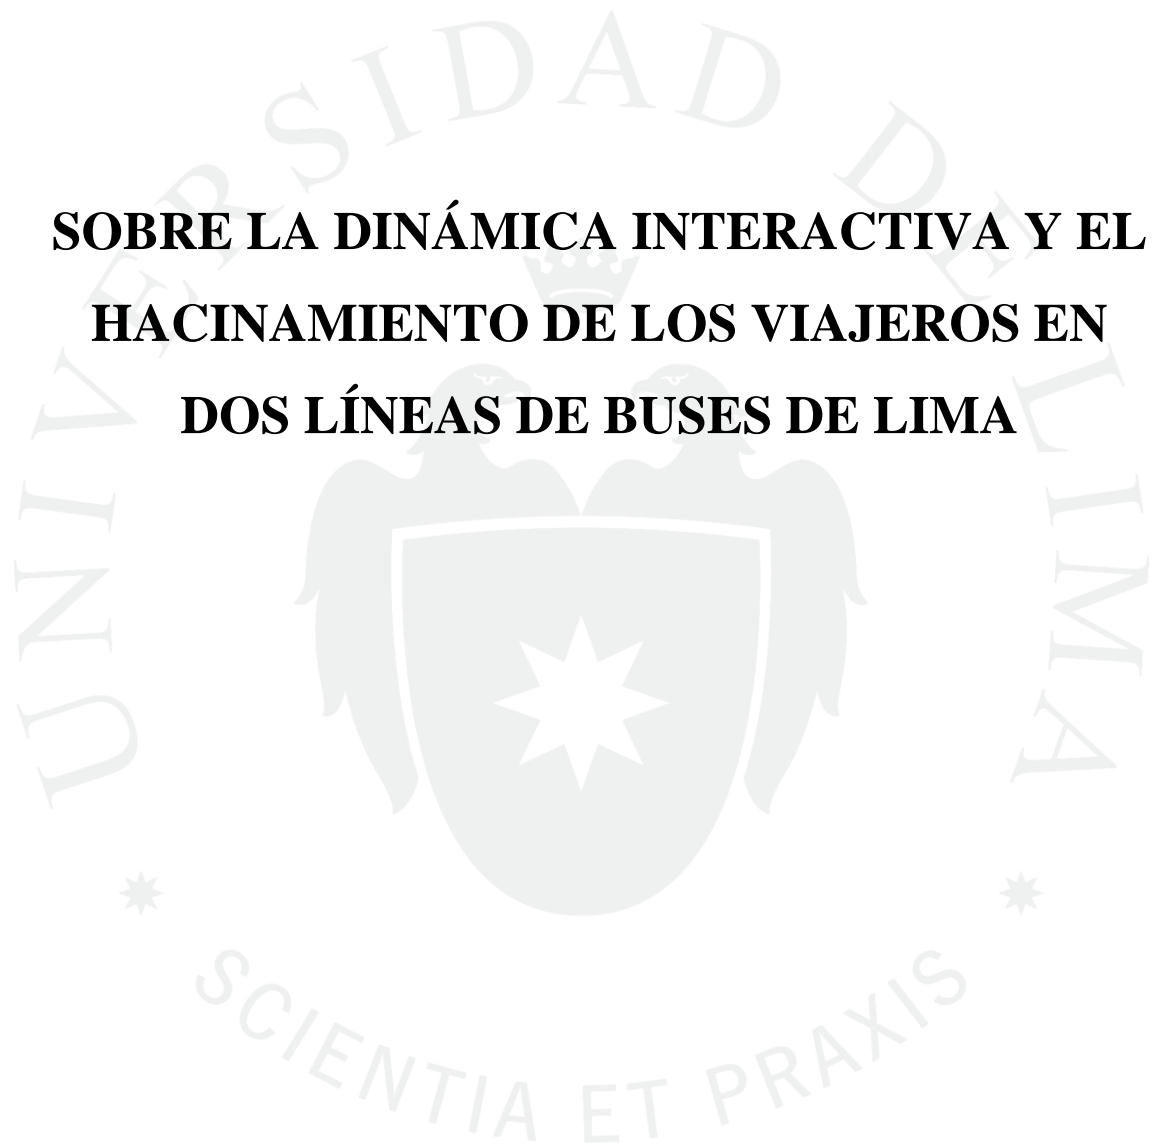 UNIVERSIDAD DE LIMA
SOBRE LA DINÁMICA INTERACTIVA Y EL
HACINAMIENTO DE LOS VIAJEROS EN
DOS LÍNEAS DE BUSES DE LIMA
SCIENTIA ET PRAXIS